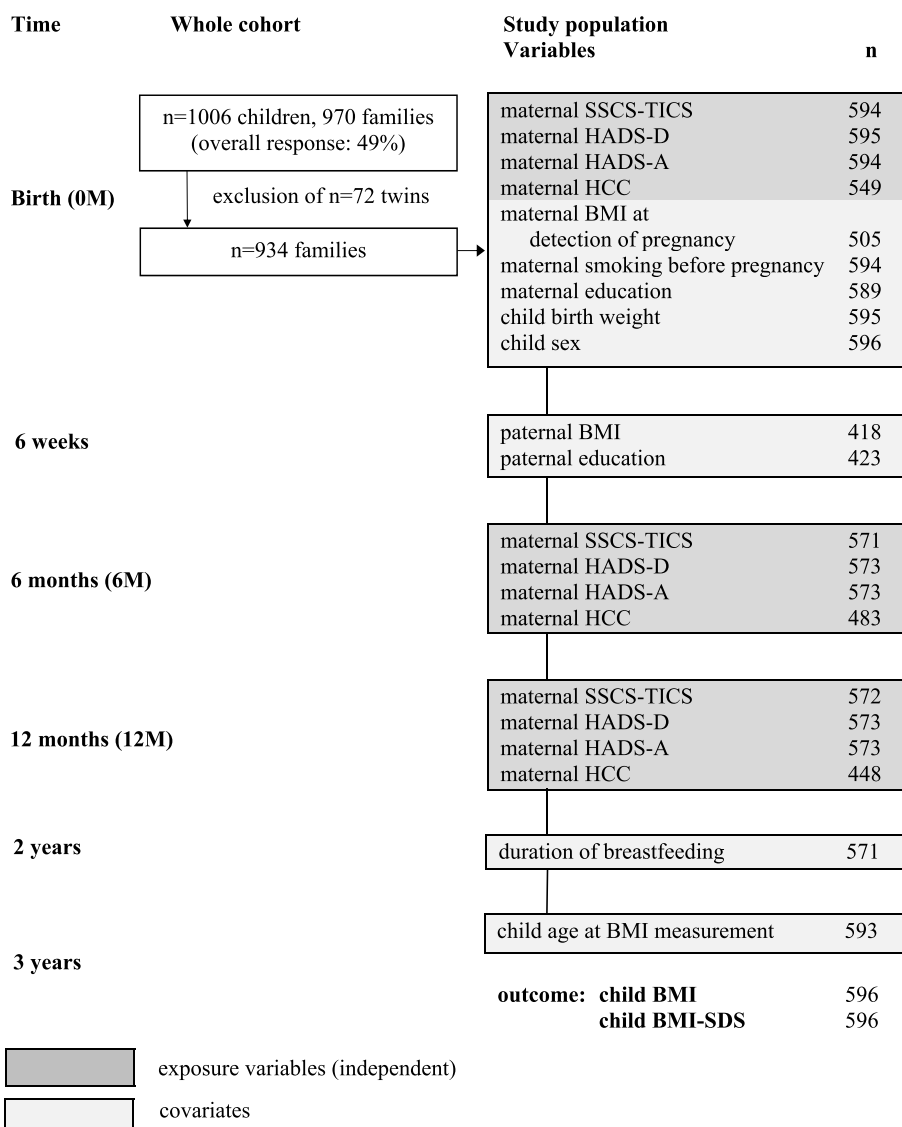 Time Whole cohort Study population
Variables n
n=1006 children, 970 families
(overall response: 49%)
Birth (0M) exclusion of n=72 twins
n=934 families
maternal SSCS-TICS 594
maternal HADS-D 595
maternal HADS-A 594
maternal HCC 549
maternal BMI at
detection of pregnancy 505
maternal smoking before pregnancy 594
maternal education 589
child birth weight 595
child sex 596
6 weeks
paternal BMI 418
paternal education 423
6 months (6M)
maternal SSCS-TICS 571
maternal HADS-D 573
maternal HADS-A 573
maternal HCC 483
12 months (12M)
maternal SSCS-TICS 572
maternal HADS-D 573
maternal HADS-A 573
maternal HCC 448
2 years
duration of breastfeeding 571
3 years
child age at BMI measurement 593
outcome: child BMI 596
child BMI-SDS 596
exposure variables (independent)
covariates